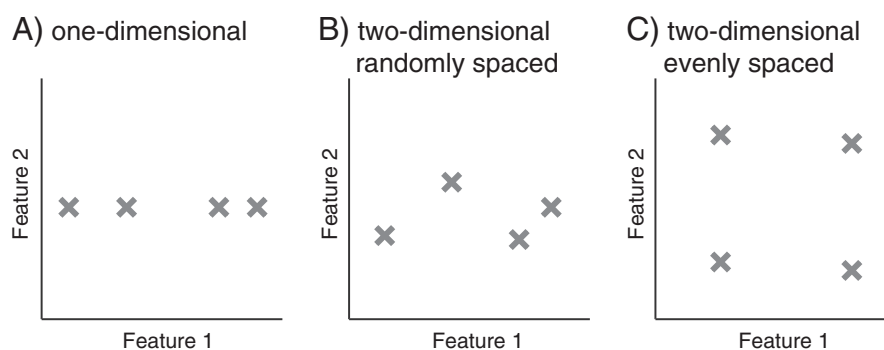 A) one-dimensional
Feature 2
Feature 1
B) two-dimensional
randomly spaced
Feature 2
Feature 1
C) two-dimensional
evenly spaced
Feature 2
Feature 1